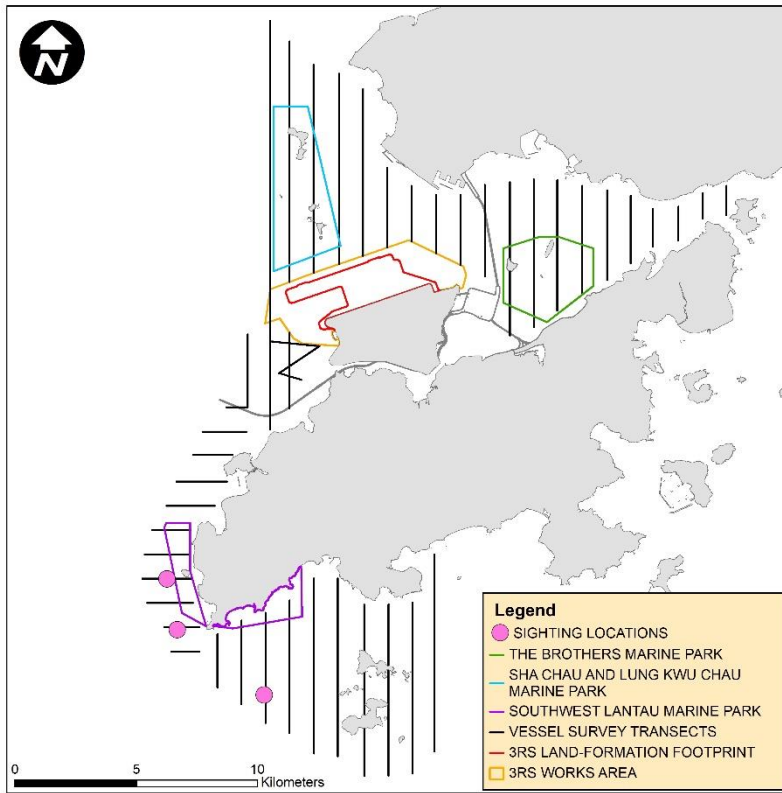 N
Legend
SIGHTING LOCATIONS
THE BROTHERS MARINE PARK
SHA CHAU AND LUNG KWU CHAU
MARINE PARK
SOUTHWEST LANTAU MARINE PARK
VESSEL SURVEY TRANSECTS
3RS LAND-FORMATION FOOTPRINT
3RS WORKS AREA
0 5 10
Kilometers